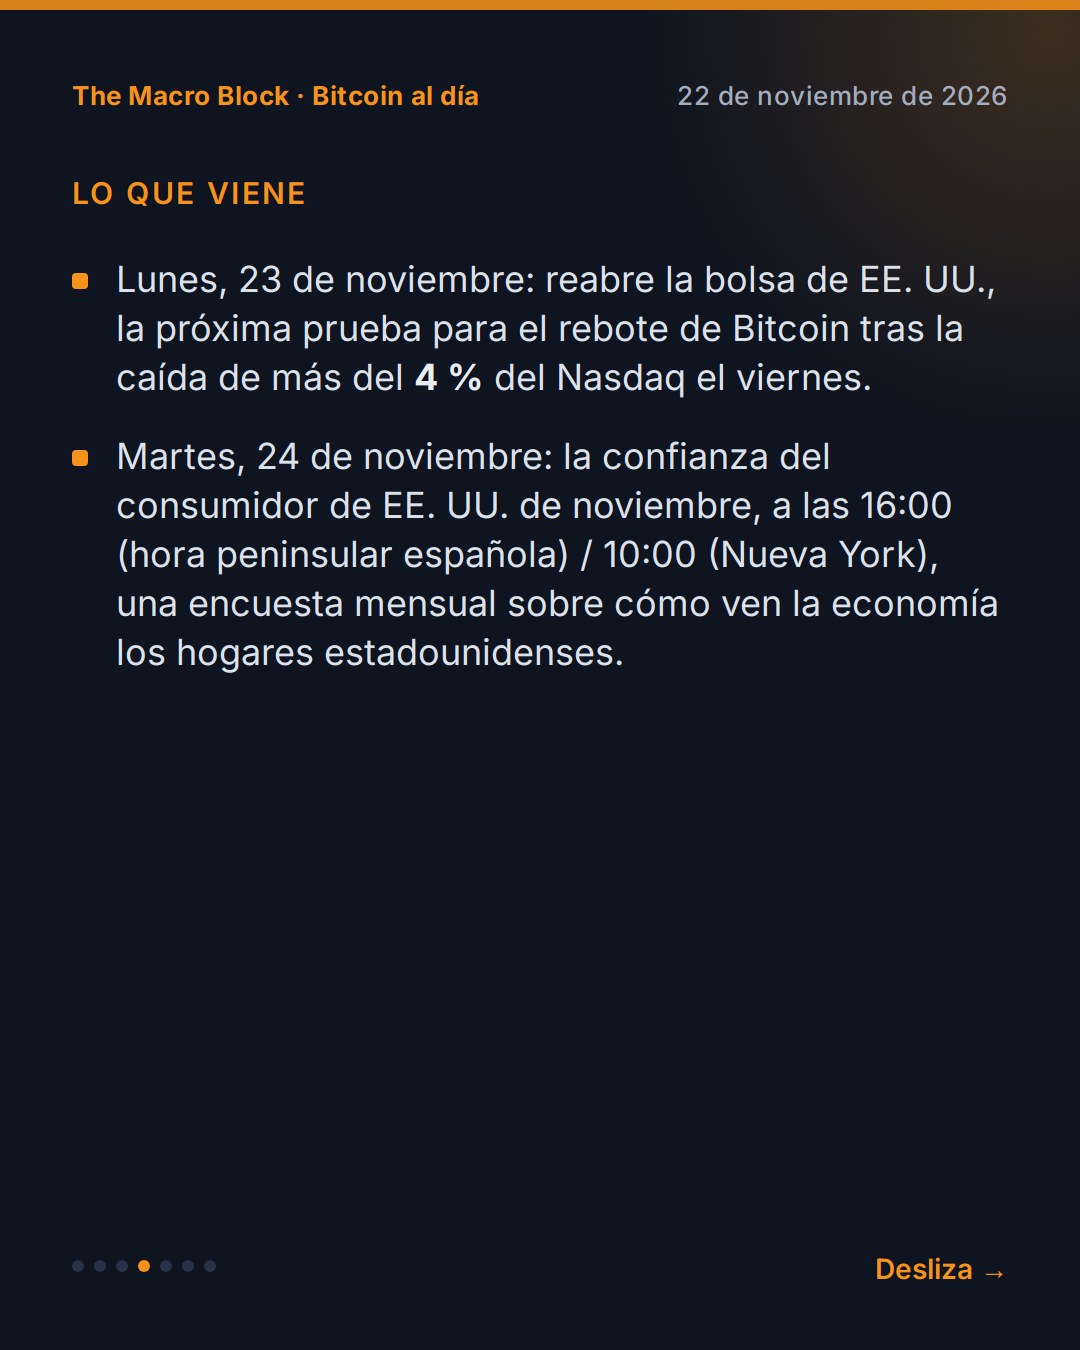 The Macro Block · Bitcoin al día
22 de noviembre de 2026
LO QUE VIENE
Lunes, 23 de noviembre: reabre la bolsa de EE. UU.,
la próxima prueba para el rebote de Bitcoin tras la
caída de más del 4 % del Nasdaq el viernes.
Martes, 24 de noviembre: la confianza del
consumidor de EE. UU. de noviembre, a las 16:00
(hora peninsular española) / 10:00 (Nueva York),
una encuesta mensual sobre cómo ven la economía
los hogares estadounidenses.
Desliza →